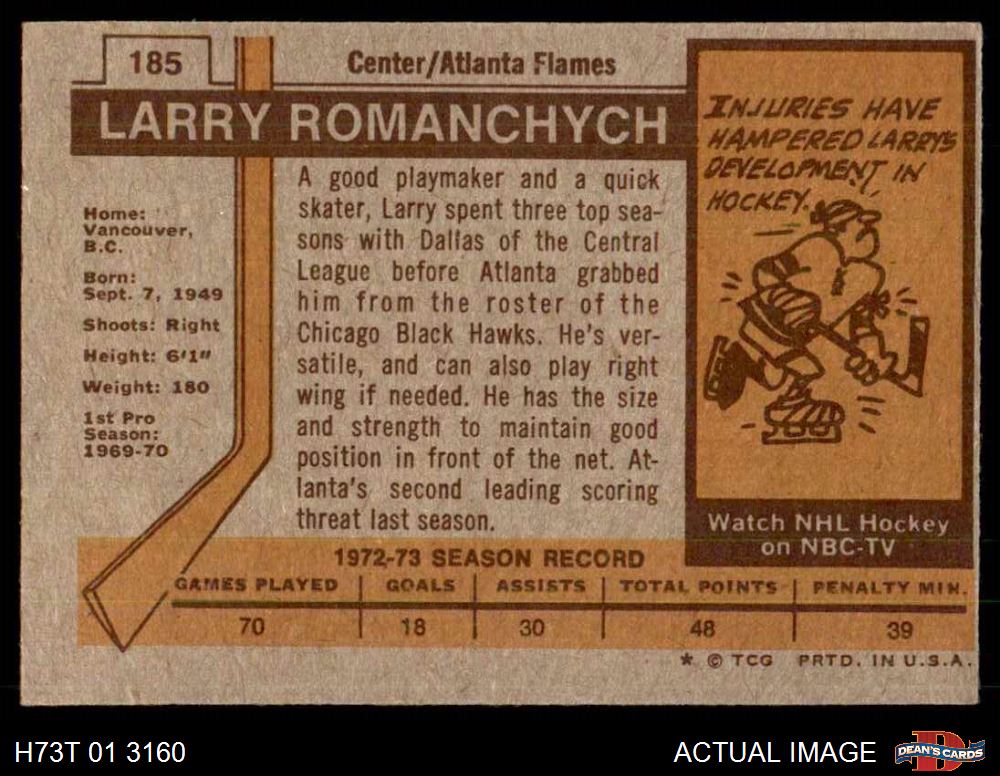 185
Center/Atlanta Flames
LARRY ROMANCHYCH
INJURIES HAVE
HAMPERED LARRY'S
DEVELOPMENT IN
HOCKEY.
Home:
Vancouver,
B.C.
Born:
Sept. 7, 1949
Shoots: Right
Height: 6'1"
Weight: 180
1st Pro
Season:
1969-70
A good playmaker and a quick
skater, Larry spent three top sea-
sons with Dallas of the Central
League before Atlanta grabbed
him from the roster of the
Chicago Black Hawks. He's ver-
satile, and can also play right
wing if needed. He has the size
and strength to maintain good
position in front of the net. At-
lanta's second leading scoring
threat last season.
Watch NHL Hockey
on NBC-TV
1972-73 SEASON RECORD
GAMES PLAYED GOALS ASSISTS TOTAL POINTS PENALTY MIN.
70 18 30 48 39
* © TCG PRTD. IN U.S.A.
H73T 01 3160
ACTUAL IMAGE
DEAN'S CARDS